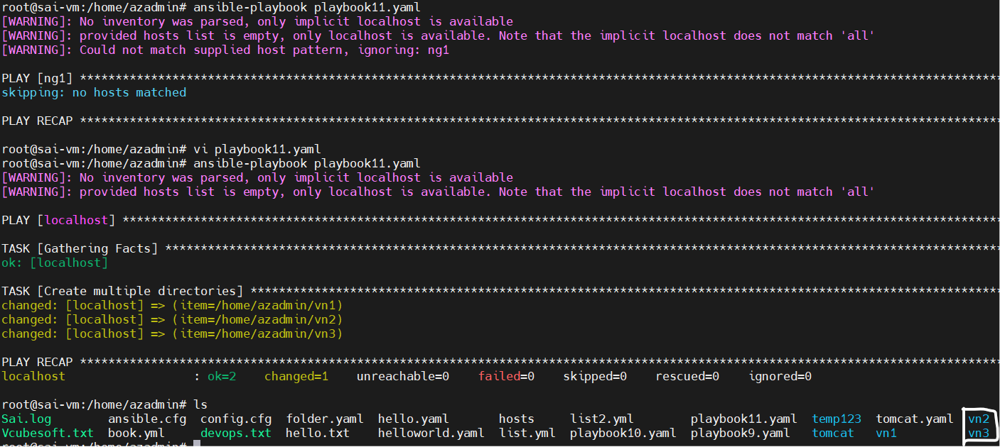 root@sai-vm:/home/azadmin# ansible-playbook playbook11.yaml
[WARNING]: No inventory was parsed, only implicit localhost is available
[WARNING]: provided hosts list is empty, only localhost is available. Note that the implicit localhost does not match 'all'
[WARNING]: Could not match supplied host pattern, ignoring: ng1
PLAY [ng1] *********************************************************************************************************************************
skipping: no hosts matched
PLAY RECAP *********************************************************************************************************************************
root@sai-vm:/home/azadmin# vi playbook11.yaml
root@sai-vm:/home/azadmin# ansible-playbook playbook11.yaml
[WARNING]: No inventory was parsed, only implicit localhost is available
[WARNING]: provided hosts list is empty, only localhost is available. Note that the implicit localhost does not match 'all'
PLAY [localhost] ***************************************************************************************************************************
TASK [Gathering Facts] *********************************************************************************************************************
ok: [localhost]
TASK [Create multiple directories] *********************************************************************************************************
changed: [localhost] => (item=/home/azadmin/vn1)
changed: [localhost] => (item=/home/azadmin/vn2)
changed: [localhost] => (item=/home/azadmin/vn3)
PLAY RECAP *********************************************************************************************************************************
localhost                  : ok=2    changed=1    unreachable=0    failed=0    skipped=0    rescued=0    ignored=0
root@sai-vm:/home/azadmin# ls
Sai.log        ansible.cfg  config.cfg  folder.yaml  hello.yaml       hosts     list2.yml        playbook11.yaml  temp123  tomcat.yaml  vn2
Vcubesoft.txt  book.yml     devops.txt  hello.txt    helloworld.yaml  list.yml  playbook10.yaml  playbook9.yaml   tomcat   vn1          vn3
root@sai-vm:/home/azadmin#